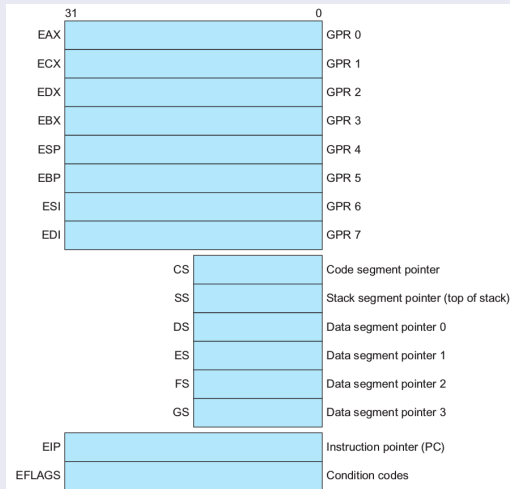 31 0
EAX GPR 0
ECX GPR 1
EDX GPR 2
EBX GPR 3
ESP GPR 4
EBP GPR 5
ESI GPR 6
EDI GPR 7
CS Code segment pointer
SS Stack segment pointer (top of stack)
DS Data segment pointer 0
ES Data segment pointer 1
FS Data segment pointer 2
GS Data segment pointer 3
EIP Instruction pointer (PC)
EFLAGS Condition codes